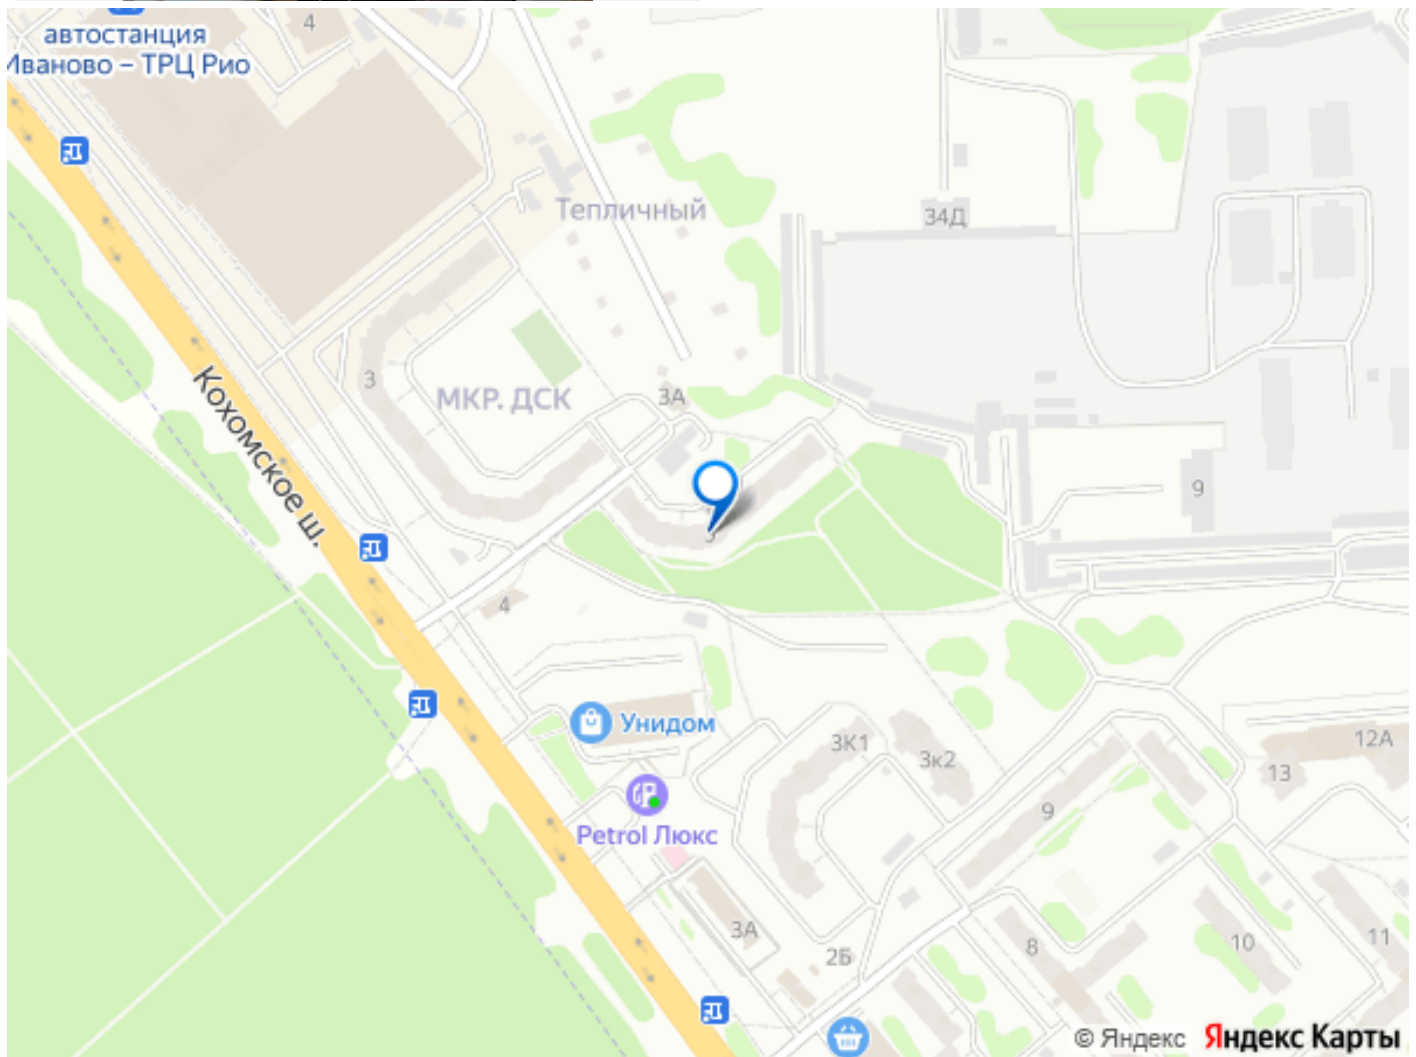 автостанция
Иваново – ТРЦ Рио
4
Тепличный
34Д
3
МКР. ДСК
3А
Кохомское ш.
9
4
Унидом
3К1
3к2
12А
13
Petrol Люкс
9
3А
2Б
8
10
11
© Яндекс Яндекс Карты